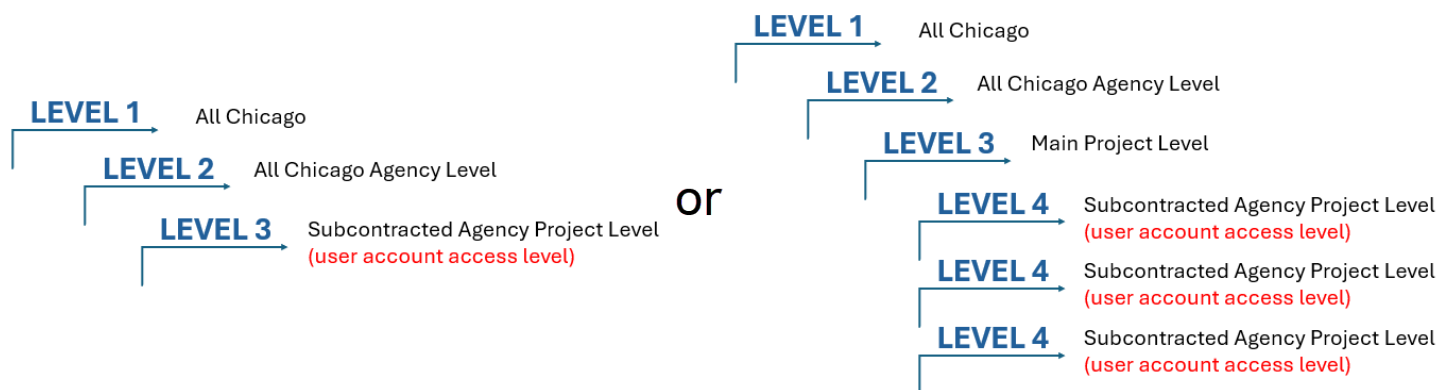 LEVEL 1 All Chicago
LEVEL 2 All Chicago Agency Level
LEVEL 3 Subcontracted Agency Project Level
(user account access level)
or
LEVEL 1 All Chicago
LEVEL 2 All Chicago Agency Level
LEVEL 3 Main Project Level
LEVEL 4 Subcontracted Agency Project Level
(user account access level)
LEVEL 4 Subcontracted Agency Project Level
(user account access level)
LEVEL 4 Subcontracted Agency Project Level
(user account access level)